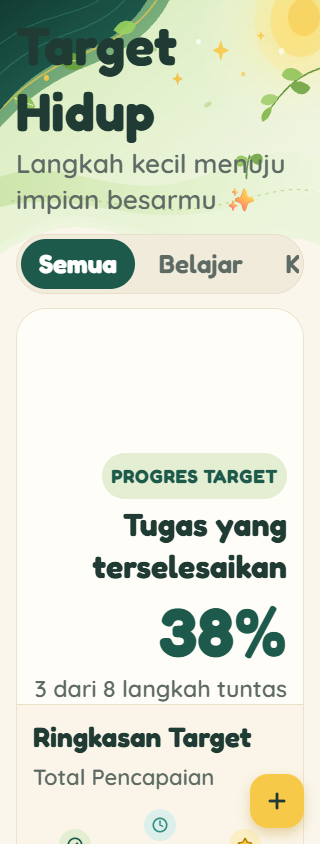 Target
Hidup
Langkah kecil menuju
impian besarmu ✨
Semua Belajar K
PROGRES TARGET
Tugas yang
terselesaikan
38%
3 dari 8 langkah tuntas
Ringkasan Target
Total Pencapaian
+